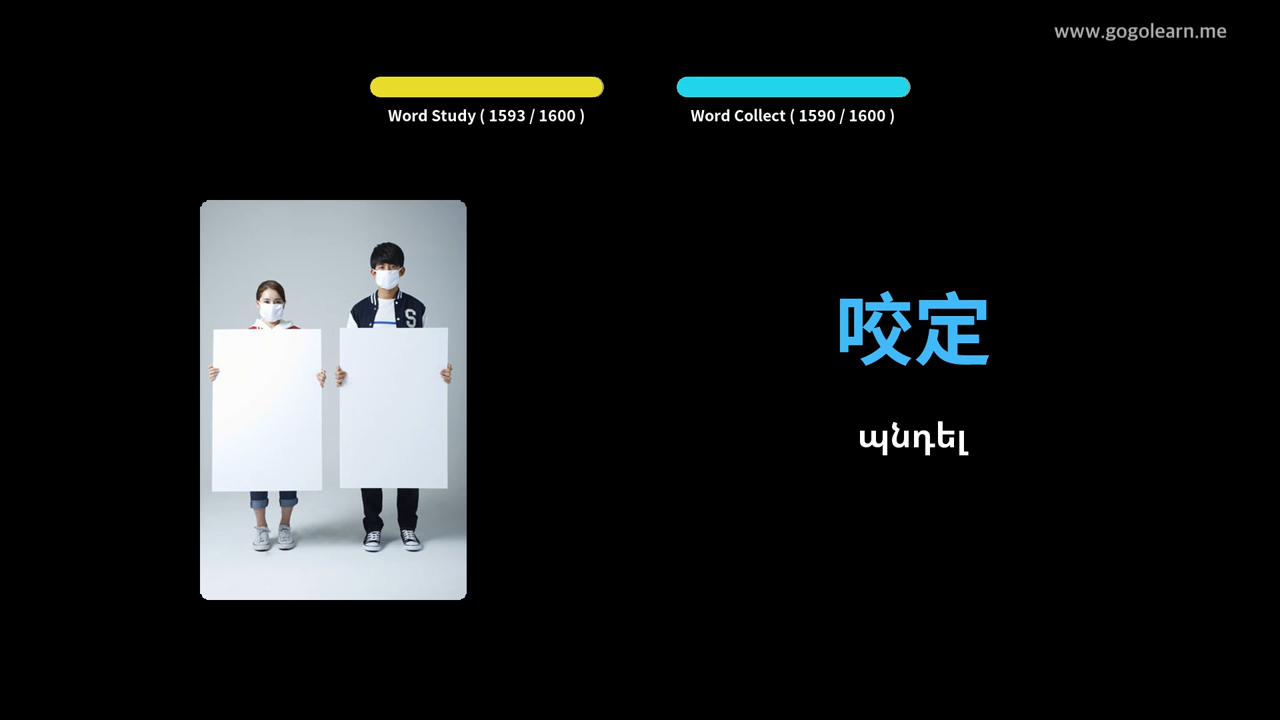 www.gogolearn.me
Word Study ( 1593 / 1600 )
Word Collect ( 1590 / 1600 )
S
咬定
պնդել